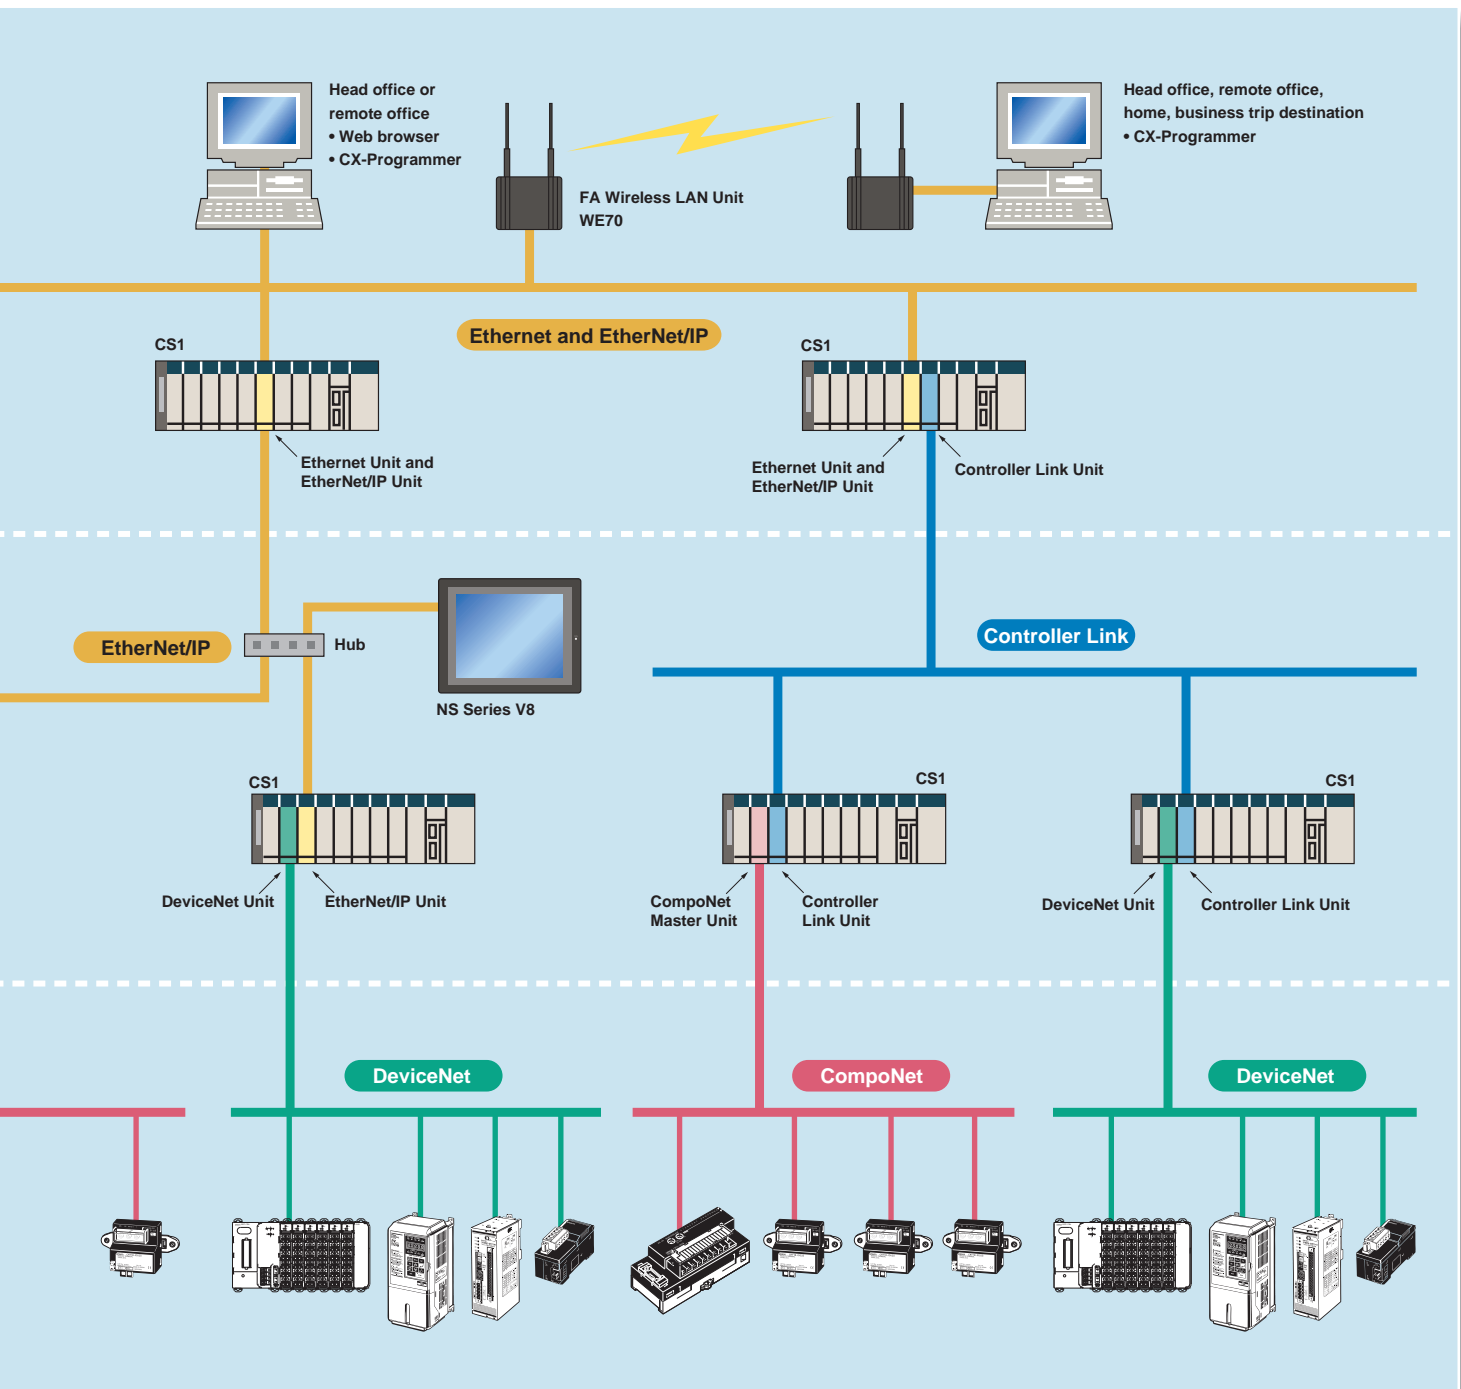 Head office or
remote office
• Web browser
• CX-Programmer
Head office, remote office,
home, business trip destination
• CX-Programmer
FA Wireless LAN Unit
WE70
Ethernet and EtherNet/IP
CS1
CS1
Ethernet Unit and
EtherNet/IP Unit
Ethernet Unit and
EtherNet/IP Unit
Controller Link Unit
EtherNet/IP
Hub
Controller Link
NS Series V8
CS1
CS1
CS1
DeviceNet Unit
EtherNet/IP Unit
CompoNet
Master Unit
Controller
Link Unit
DeviceNet Unit
Controller Link Unit
DeviceNet
CompoNet
DeviceNet